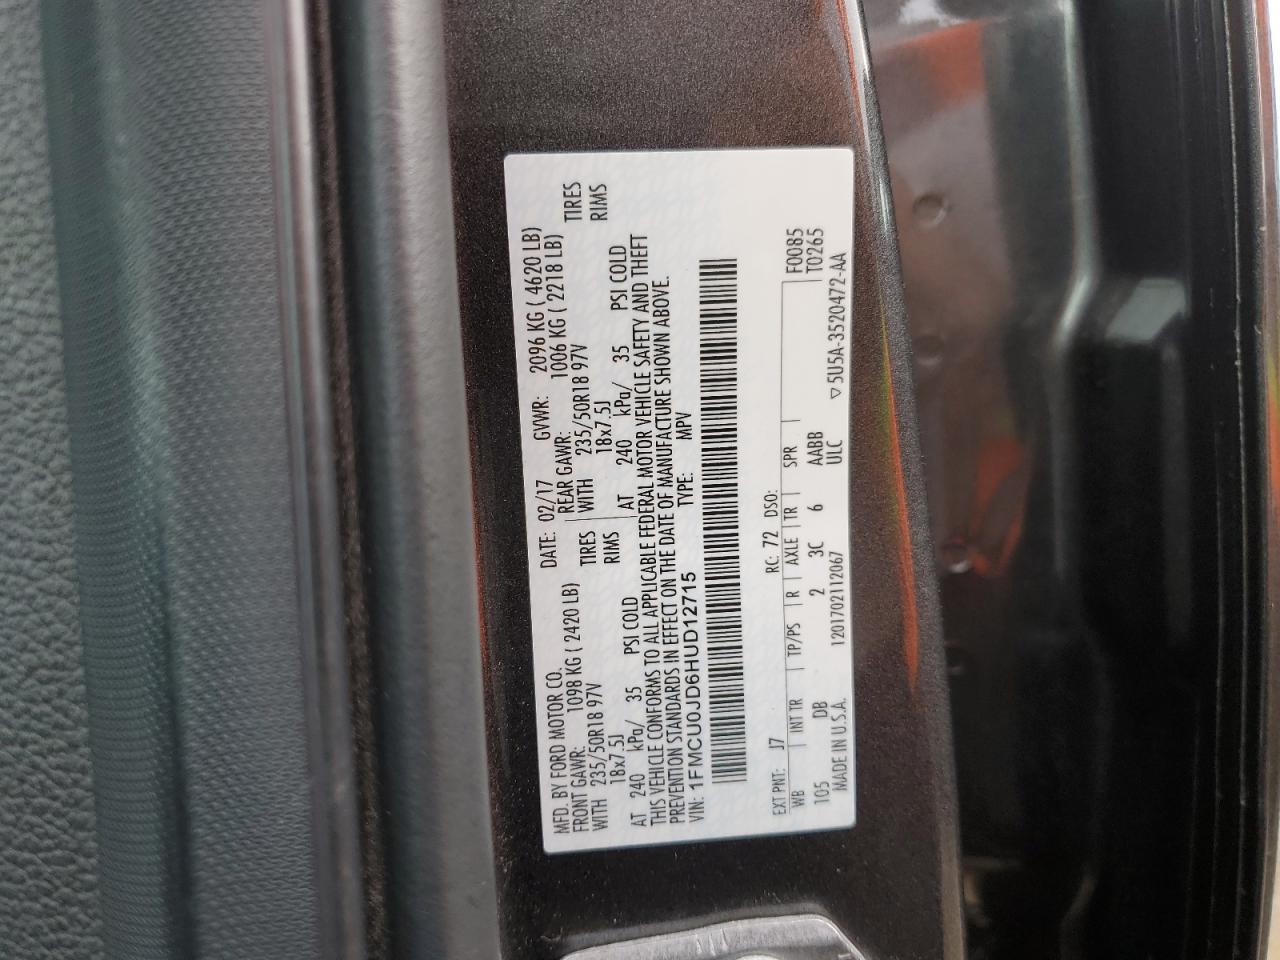 MFD. BY FORD MOTOR CO. DATE: 02/17 GVWR: 2096 KG ( 4620 LB)
FRONT GAWR: 1098 KG ( 2420 LB) REAR GAWR: 1006 KG ( 2218 LB)
WITH 235/50R18 97V TIRES WITH 235/50R18 97V TIRES
18x7.5J RIMS 18x7.5J RIMS
AT 240 kPa/ 35 PSI COLD AT 240 kPa/ 35 PSI COLD
THIS VEHICLE CONFORMS TO ALL APPLICABLE FEDERAL MOTOR VEHICLE SAFETY AND THEFT
PREVENTION STANDARDS IN EFFECT ON THE DATE OF MANUFACTURE SHOWN ABOVE.
VIN: 1FMCU0JD6HUD12715 TYPE: MPV
EXT PNT: J7 RC: 72 DSO:
WB INT TR TP/PS R AXLE TR SPR F0085
105 DB 2 3C 6 AABB T0265
MADE IN U.S.A. 1201702112067 ULC ▽5U5A-3520472-AA